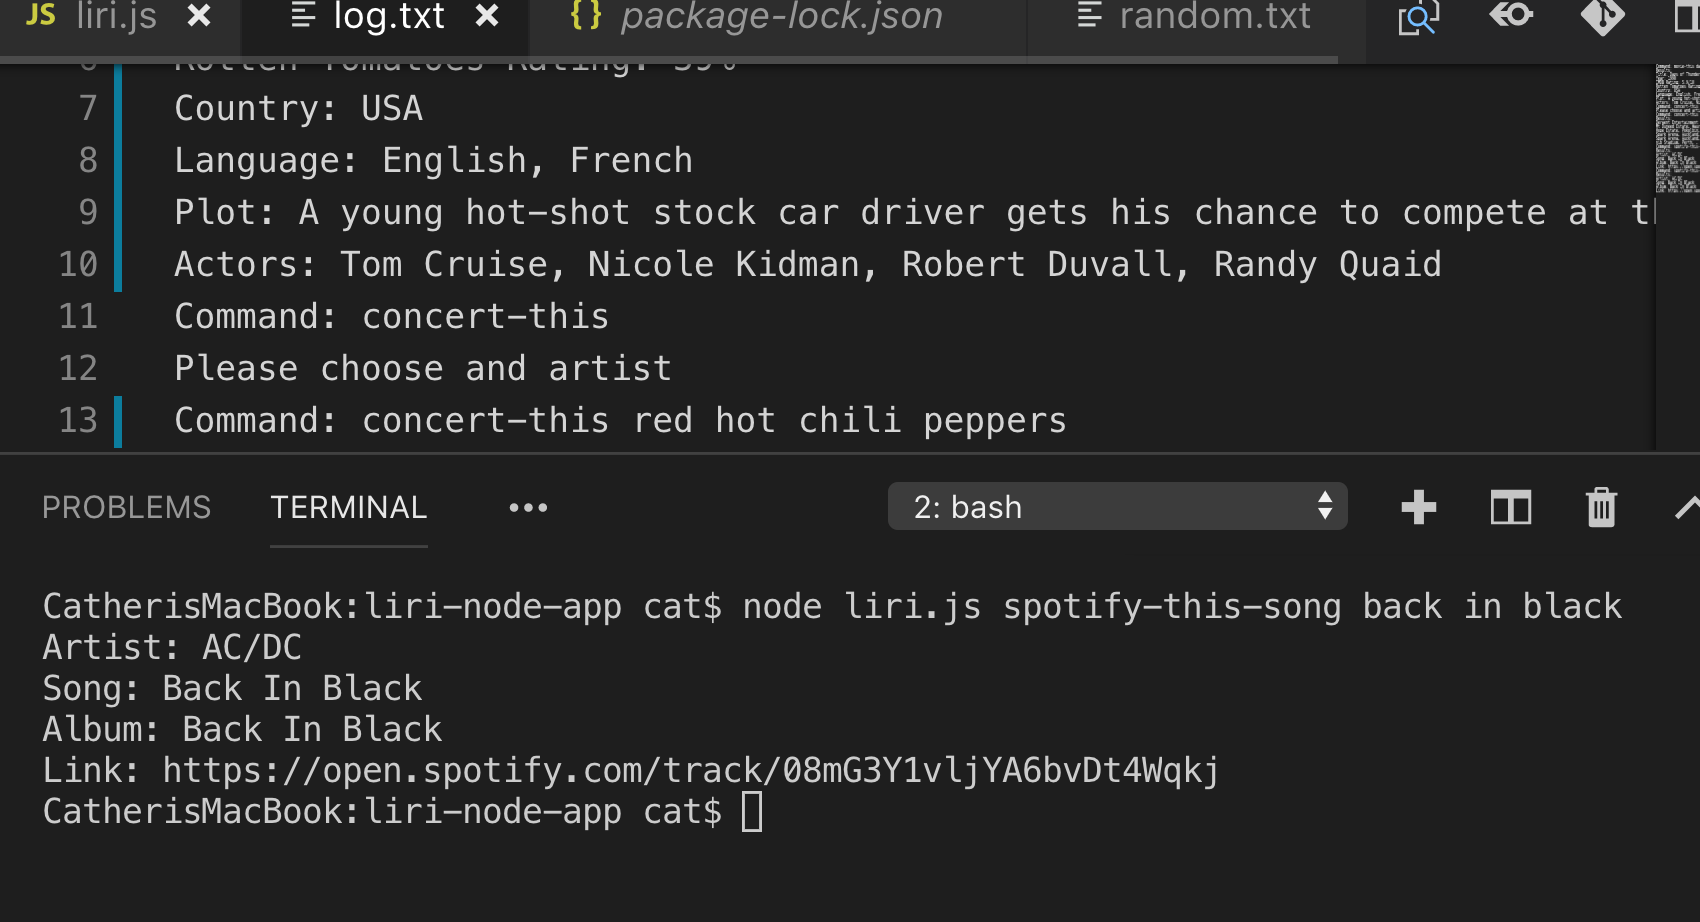 JS liri.js
log.txt
{} package-lock.json
random.txt
6 Rotten Tomatoes Rating: 39%
7 Country: USA
8 Language: English, French
9 Plot: A young hot-shot stock car driver gets his chance to compete at
10 Actors: Tom Cruise, Nicole Kidman, Robert Duvall, Randy Quaid
11 Command: concert-this
12 Please choose and artist
13 Command: concert-this red hot chili peppers
PROBLEMS TERMINAL ••• 2: bash
CatherisMacBook:liri-node-app cat$ node liri.js spotify-this-song back in black
Artist: AC/DC
Song: Back In Black
Album: Back In Black
Link: https://open.spotify.com/track/08mG3Y1vljYA6bvDt4Wqkj
CatherisMacBook:liri-node-app cat$